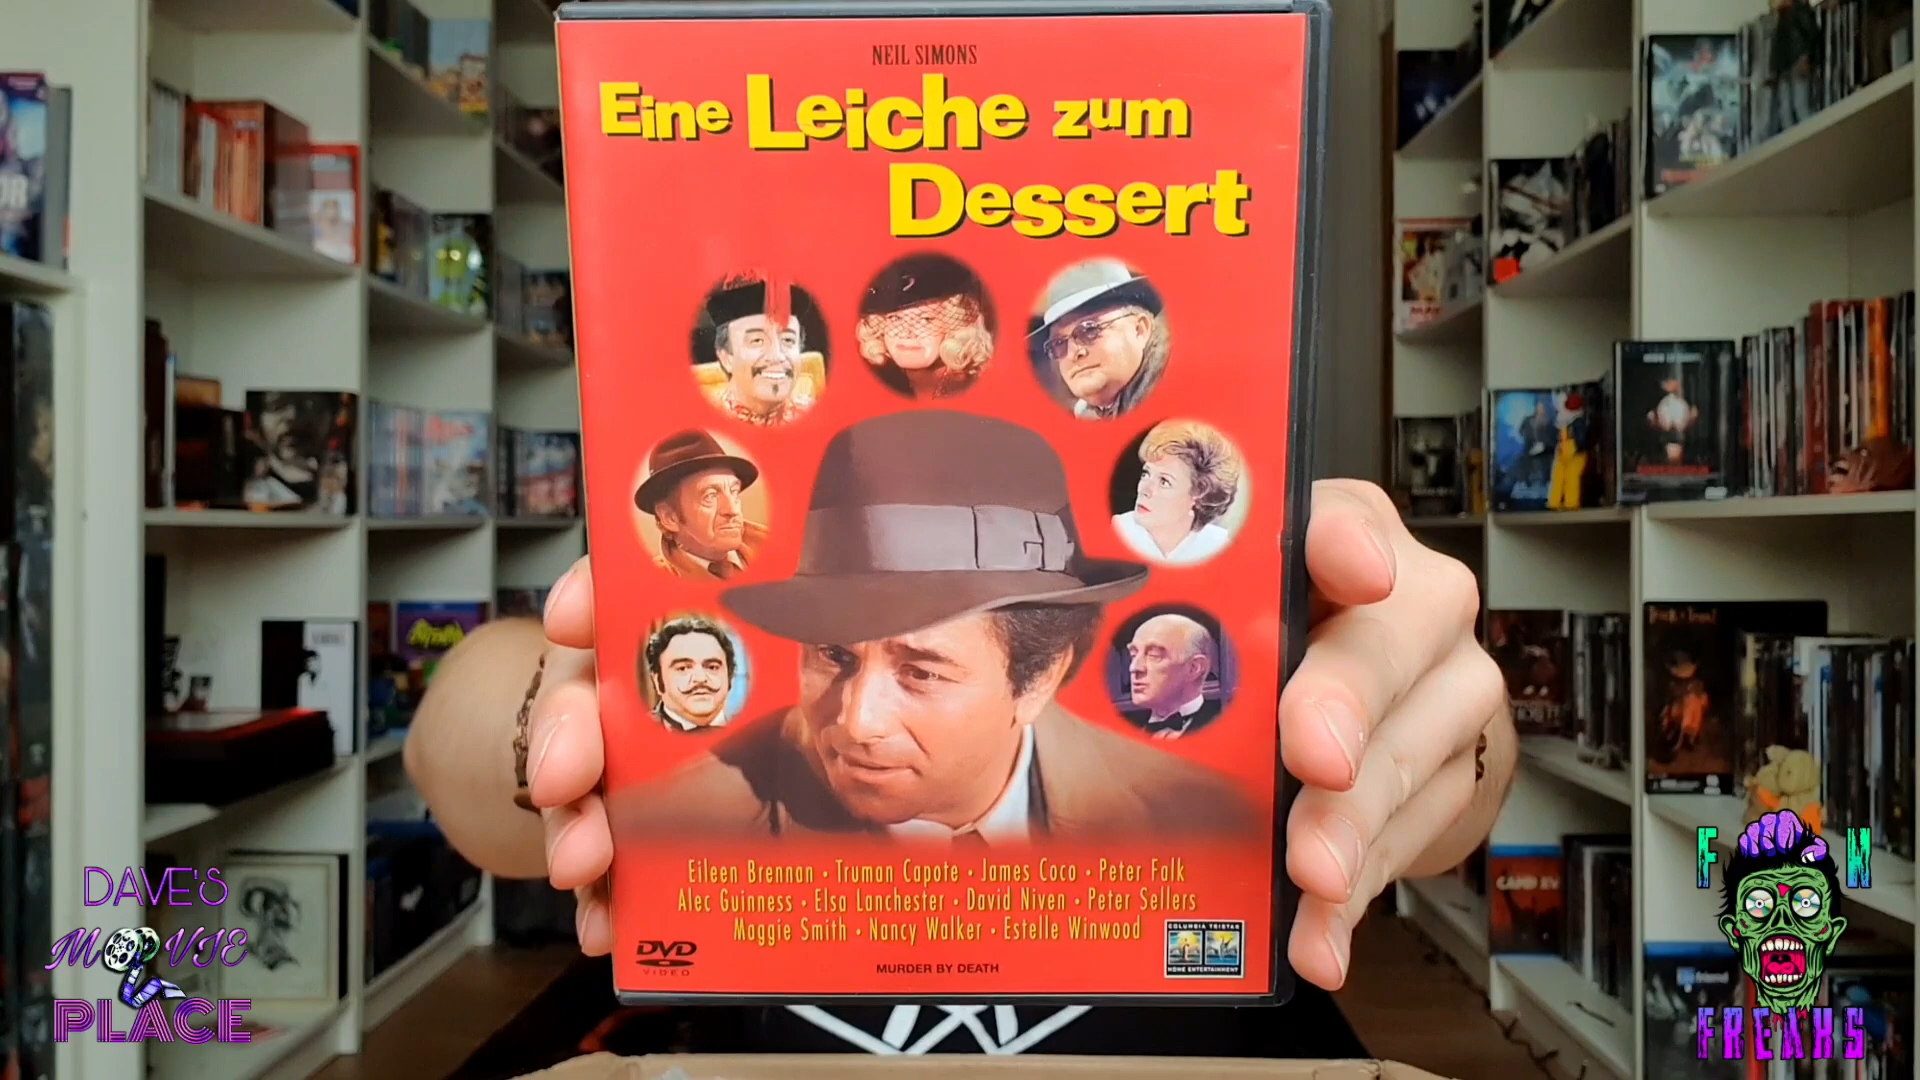 NEIL SIMONS
Eine Leiche zum
Dessert
Eileen Brennan • Truman Capote • James Coco • Peter Falk
Alec Guinness • Elsa Lanchester • David Niven • Peter Sellers
Maggie Smith • Nancy Walker • Estelle Winwood
DVD
VIDEO
MURDER BY DEATH
COLUMBIA TRISTAR
HOME ENTERTAINMENT
DAVE'S
MOVIE
PLACE
FREAKS